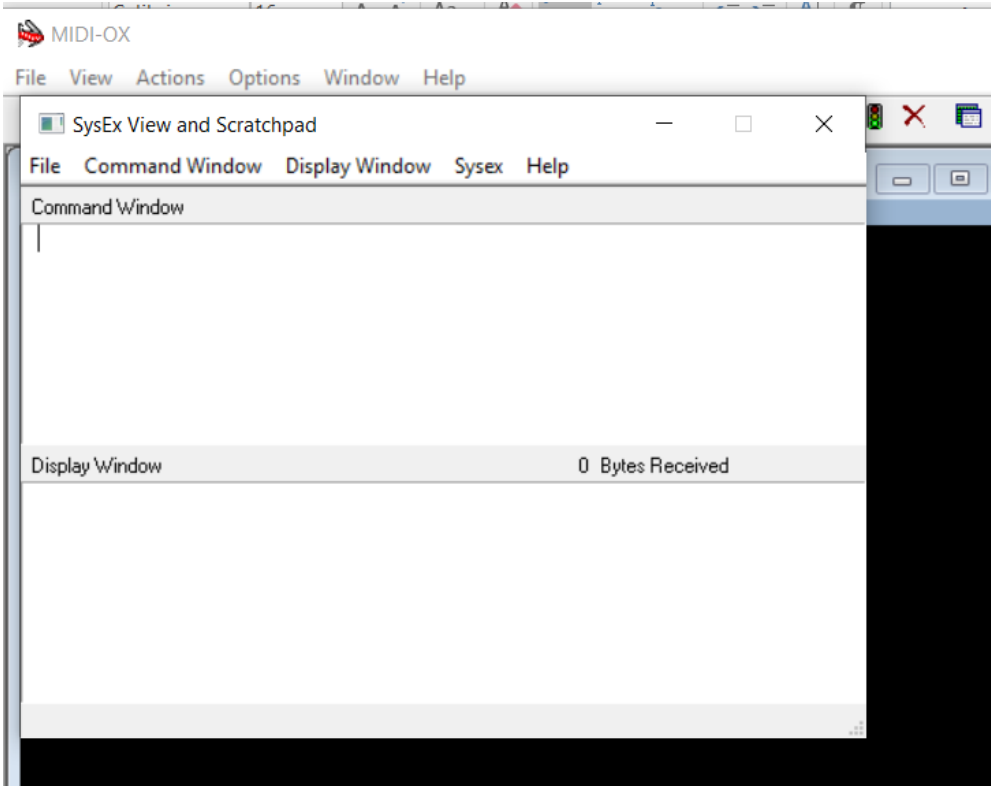 MIDI-OX
File View Actions Options Window Help
SysEx View and Scratchpad
File Command Window Display Window Sysex Help
Command Window
Display Window 0 Bytes Received